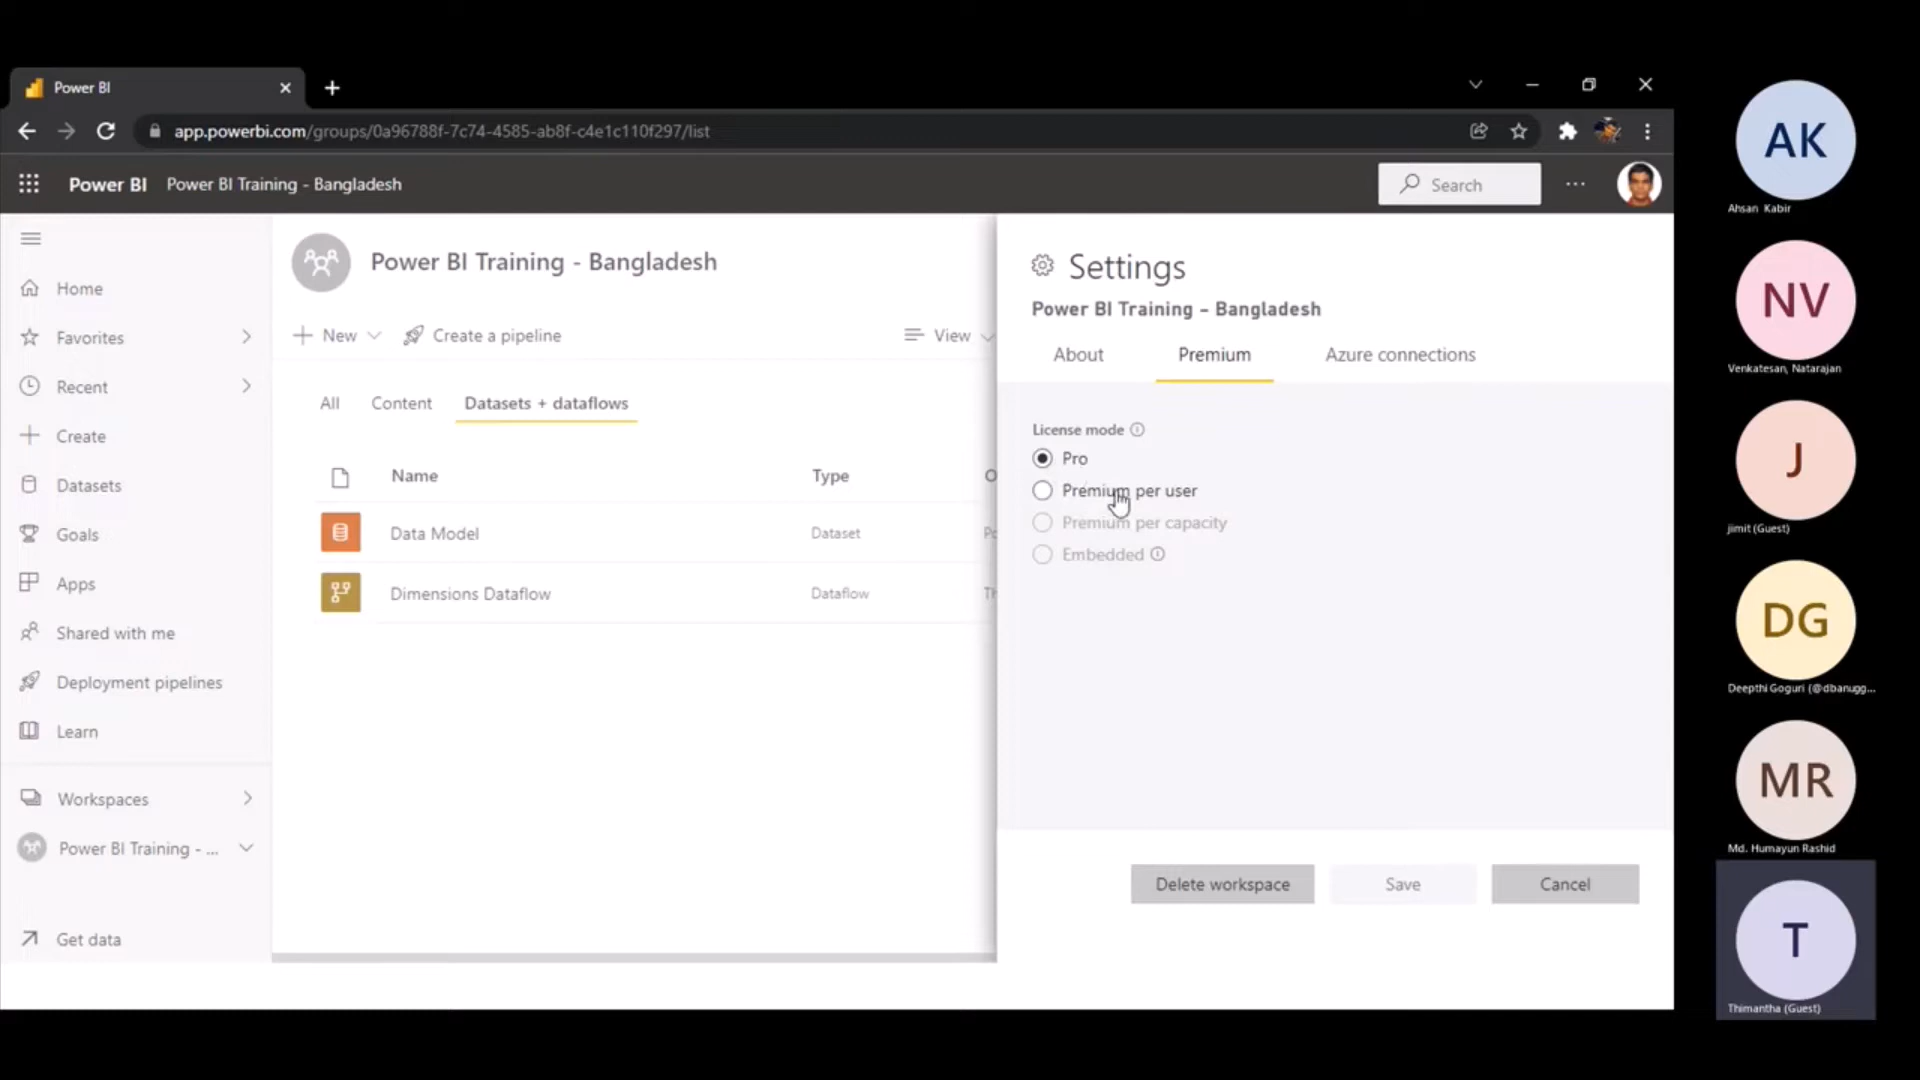 Power BI
app.powerbi.com/groups/0a96788f-7c74-4585-ab8f-c4e1c110f297/list
Power BI Power BI Training - Bangladesh
Search
Home
Favorites
Recent
Create
Datasets
Goals
Apps
Shared with me
Deployment pipelines
Learn
Workspaces
Power BI Training - ...
Get data
Power BI Training - Bangladesh
New Create a pipeline View
All Content Datasets + dataflows
Name Type
Data Model Dataset
Dimensions Dataflow Dataflow
Settings
Power BI Training - Bangladesh
About Premium Azure connections
License mode
Pro
Premium per user
Premium per capacity
Embedded
Delete workspace Save Cancel
AK
Ahsan Kabir
NV
Venkatesan, Natarajan
J
jimit (Guest)
DG
Deepthi Goguri (@dbanugg...
MR
Md. Humayun Rashid
T
Thimantha (Guest)